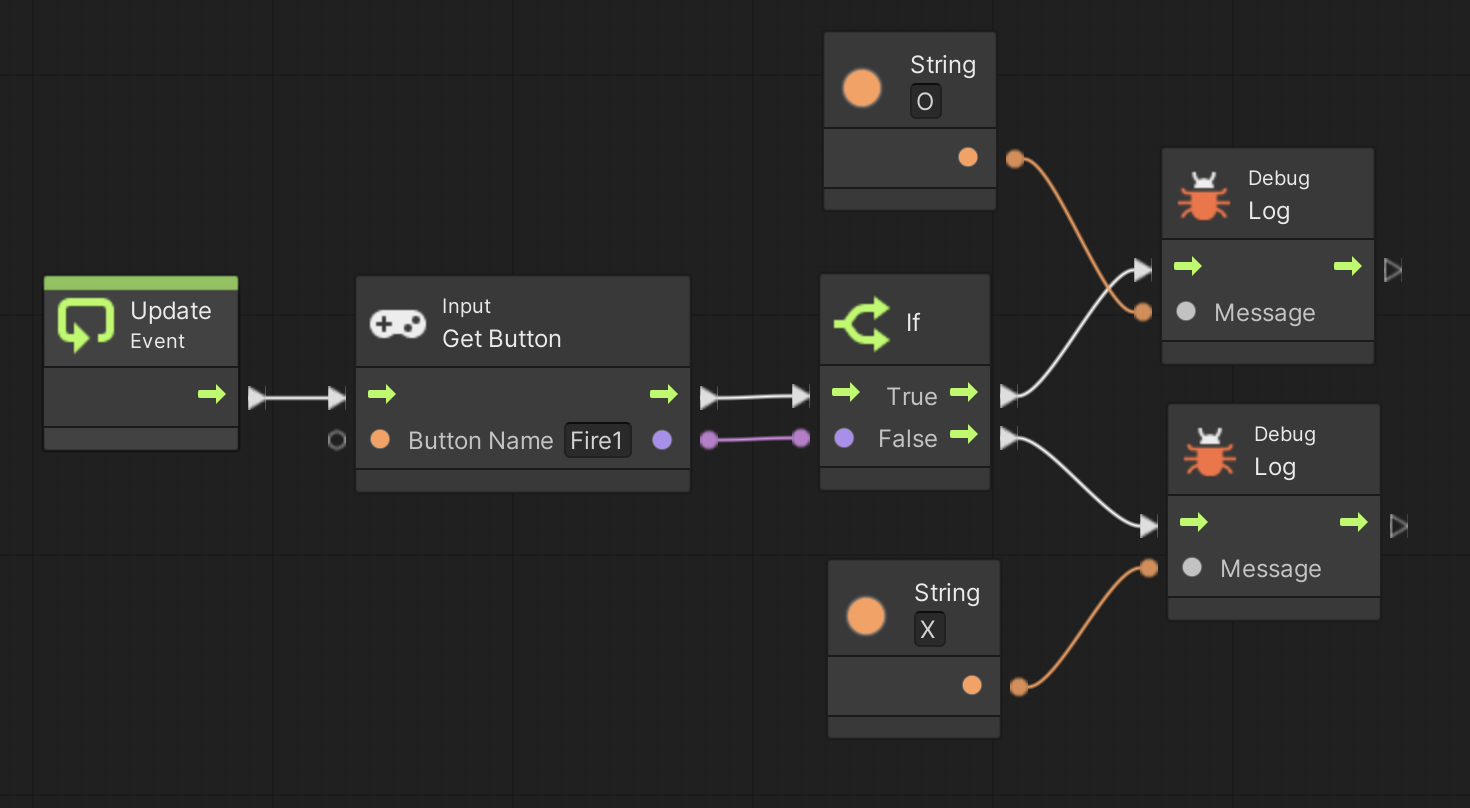 String
O
Debug
Log
Message
Update
Event
Input
Get Button
Button Name Fire1
If
True
False
Debug
Log
Message
String
X